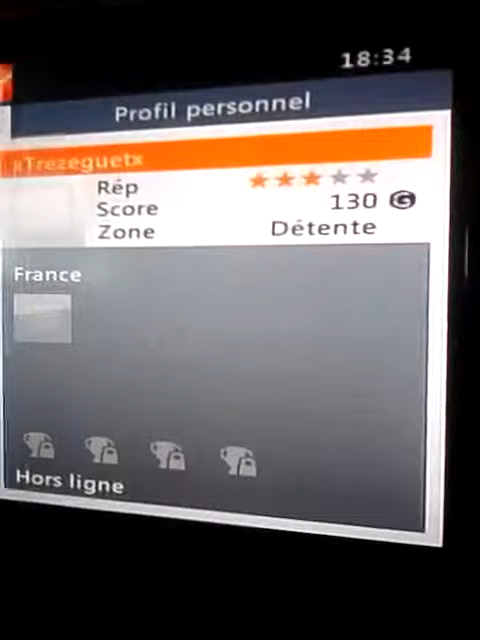 18:34
Profil personnel
xTrezeguetx
Rép
Score 130 G
Zone Détente
France
Hors ligne